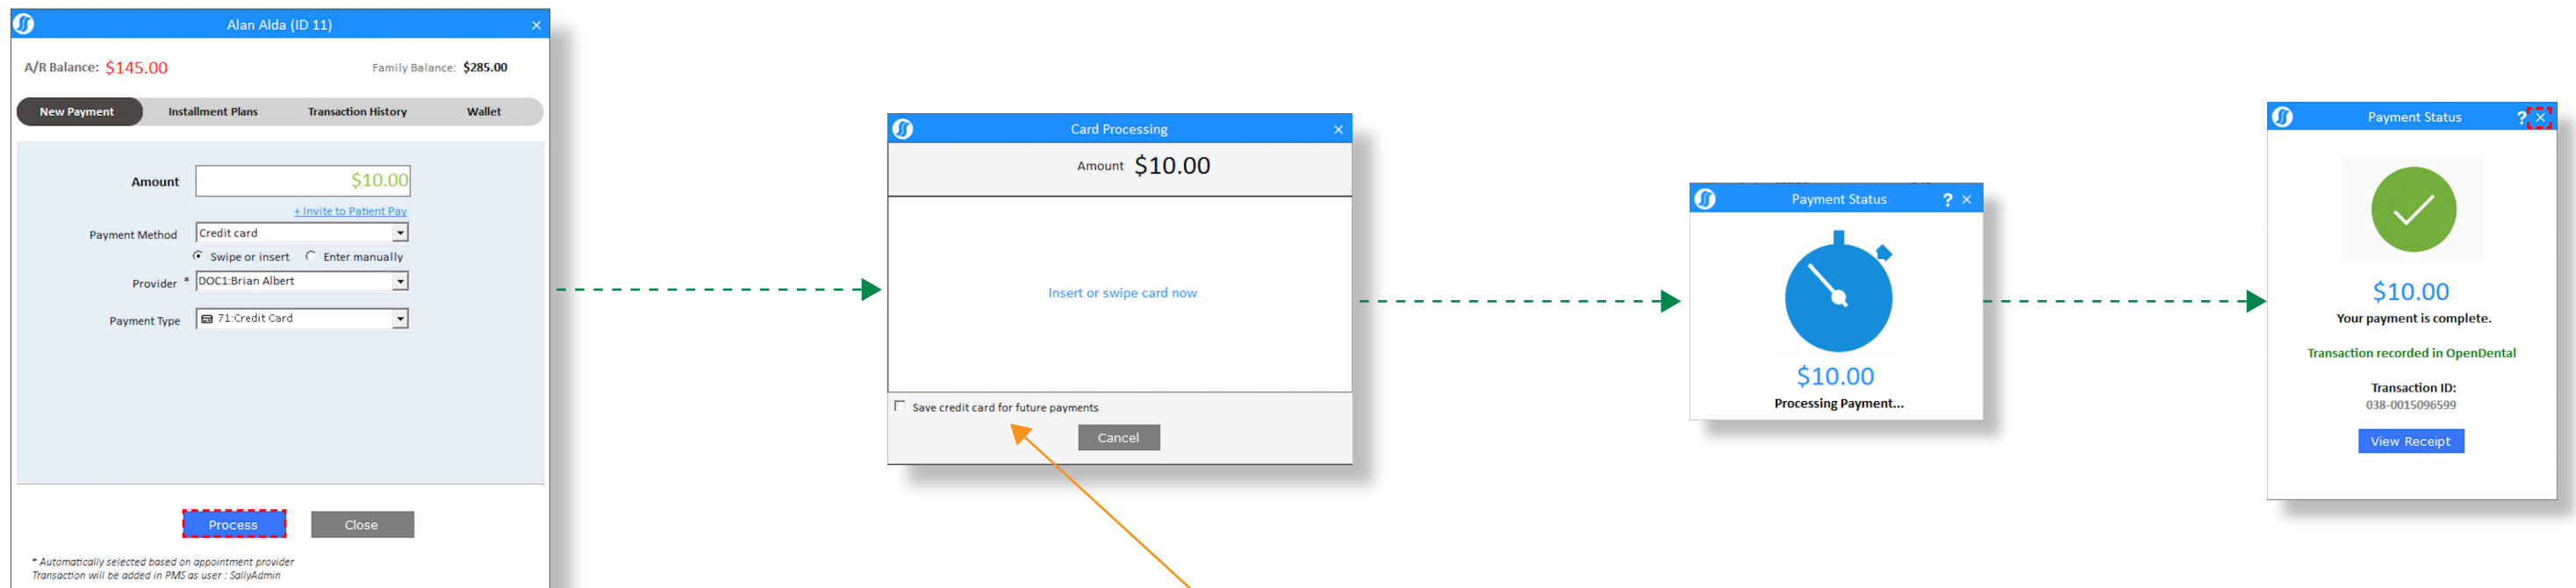 Alan Alda (ID 11)
A/R Balance: $145.00
Family Balance: $285.00
New Payment Installment Plans Transaction History Wallet
Amount $10.00
+ Invite to Patient Pay
Payment Method Credit card
Swipe or insert Enter manually
Provider * DOC1:Brian Albert
Payment Type 71:Credit Card
Process Close
* Automatically selected based on appointment provider
Transaction will be added in PMS as user : SallyAdmin
Card Processing
Amount $10.00
Insert or swipe card now
Save credit card for future payments
Cancel
Payment Status ?
$10.00
Processing Payment...
Payment Status ?
$10.00
Your payment is complete.
Transaction recorded in OpenDental
Transaction ID:
038-0015096599
View Receipt